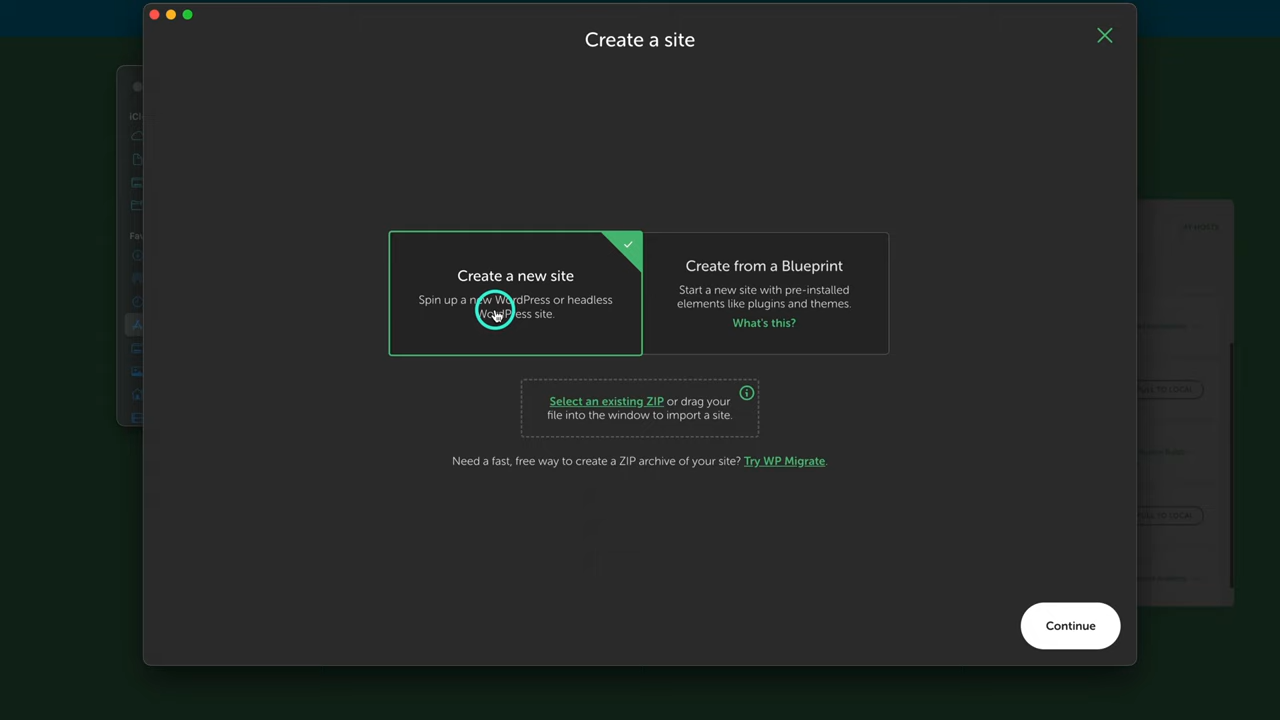 Create a site
Create a new site
Spin up a new WordPress or headless
WordPress site.
Create from a Blueprint
Start a new site with pre-installed
elements like plugins and themes.
What's this?
Select an existing ZIP or drag your
file into the window to import a site.
Need a fast, free way to create a ZIP archive of your site? Try WP Migrate.
Continue